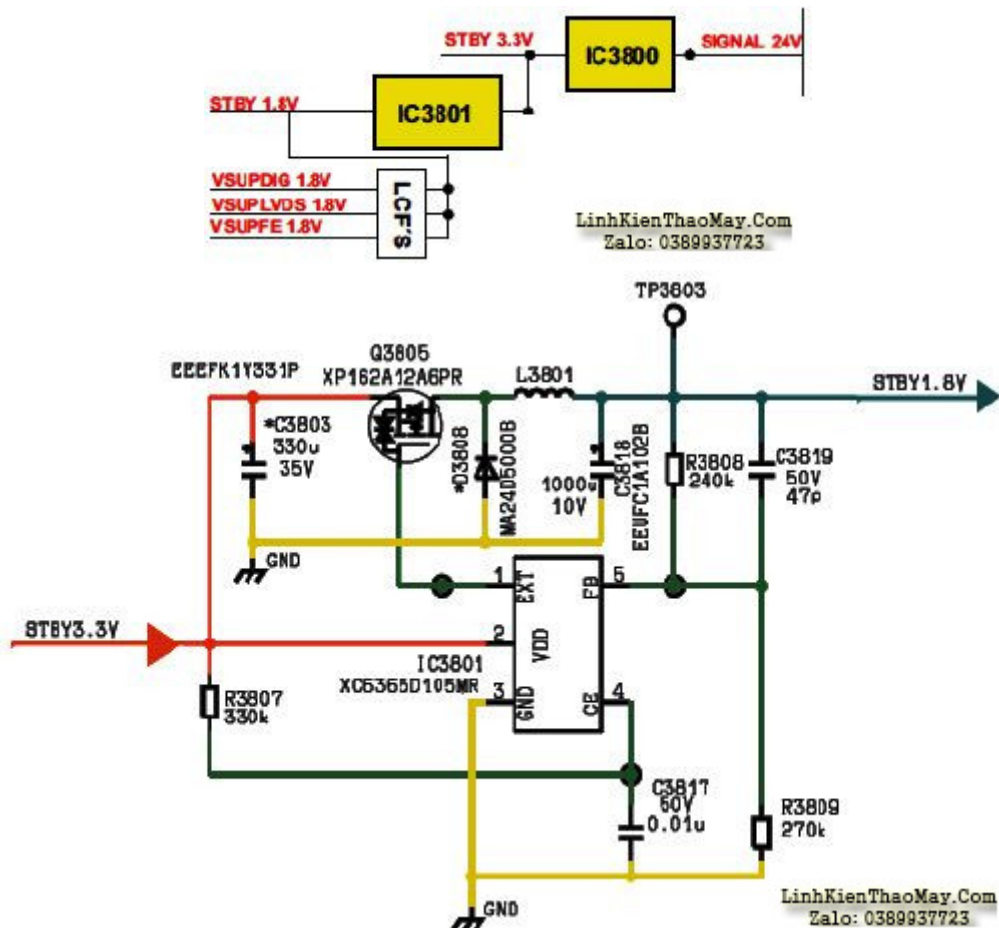 STBY 3.3V
IC3800
SIGNAL 24V
STBY 1.8V
IC3801
VSUPDIG 1.8V
VSUPLVDS 1.8V
VSUPFE 1.8V
LCF'S
LinhKienThaoMay.Com
Zalo: 0389937723
TP3803
EEEFK1V331P
Q3805
XP162A12A6PR
L3801
STBY1.8V
*C3803
330u
35V
*D3808
MA24D5000B
1000u
10V
C3818
EEUFC1A102B
R3808
240k
C3819
50V
47p
GND
1
EXT
FB
5
STBY3.3V
2
VDD
IC3801
XC6365D105MR
3
GND
CE
4
R3807
330k
C3817
50V
0.01u
R3809
270k
GND
LinhKienThaoMay.Com
Zalo: 0389937723